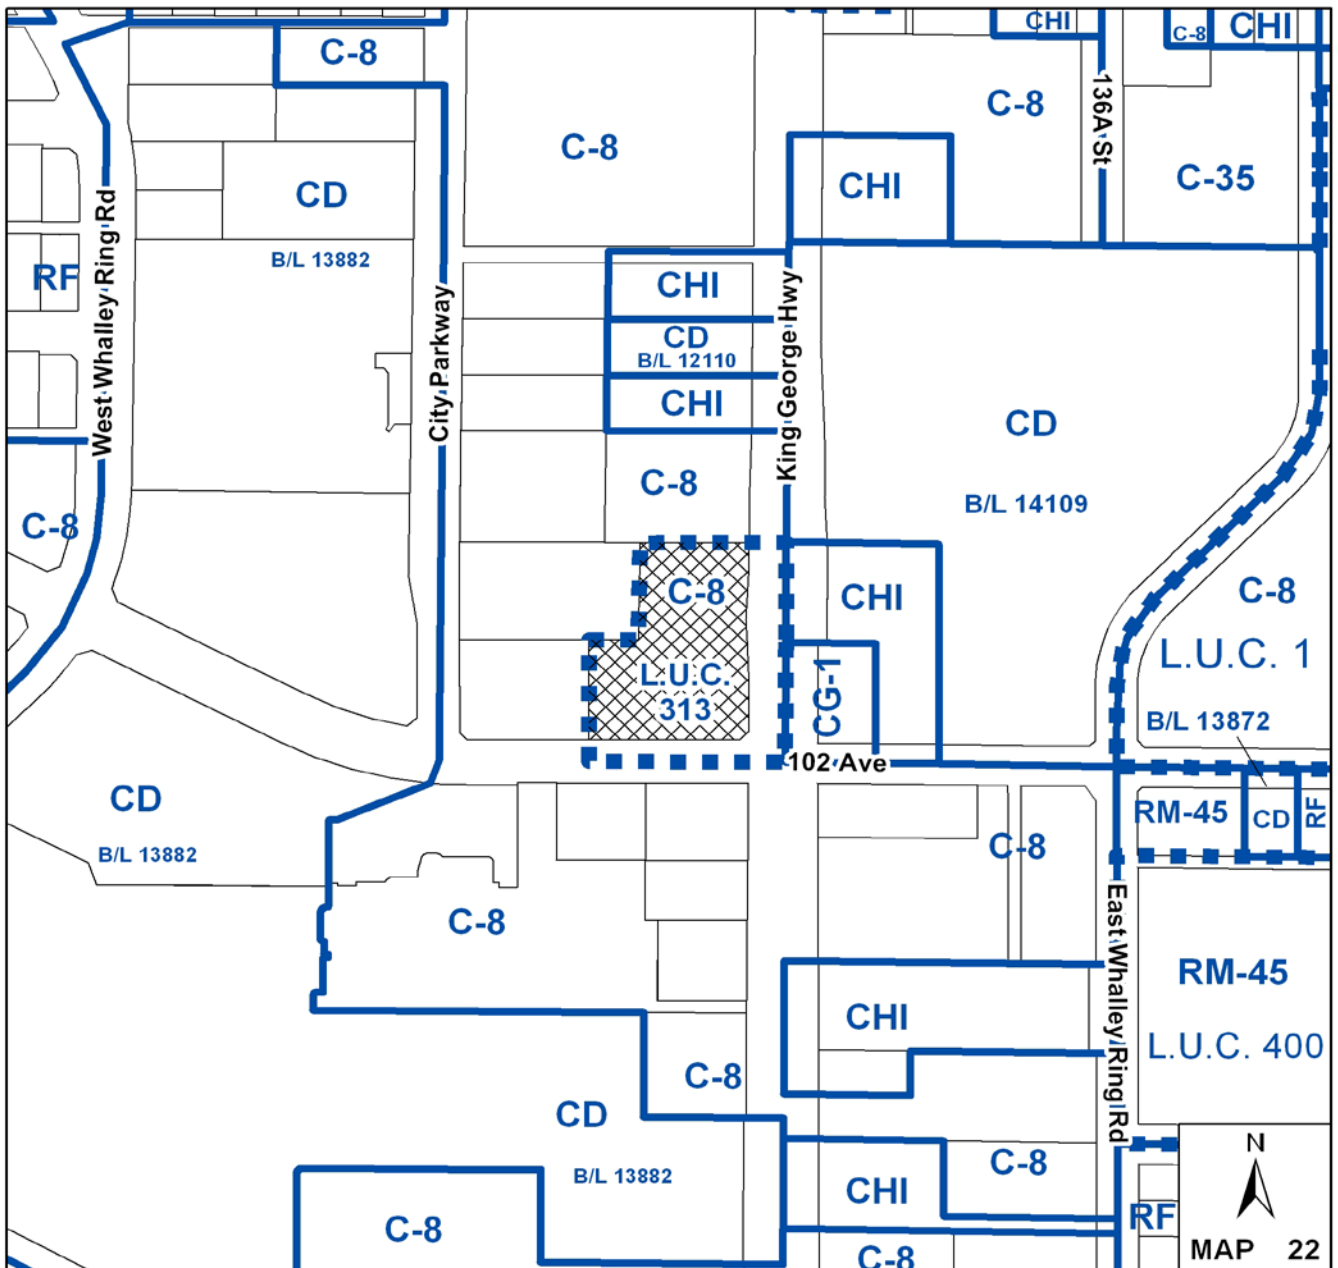 CHI
C-8
CHI
C-8
C-8
C-8
136A St
C-35
CHI
CD
B/L 13882
West Whalley Ring Rd
RF
City Parkway
King George Hwy
CHI
CD
B/L 12110
CHI
C-8
CD
B/L 14109
C-8
C-8
L.U.C.
313
CHI
CG-1
C-8
L.U.C. 1
B/L 13872
102 Ave
CD
B/L 13882
RM-45
CD
RF
C-8
C-8
East Whalley Ring Rd
RM-45
L.U.C. 400
CHI
C-8
CD
B/L 13882
CHI
C-8
RF
C-8
C-8
N
MAP 22